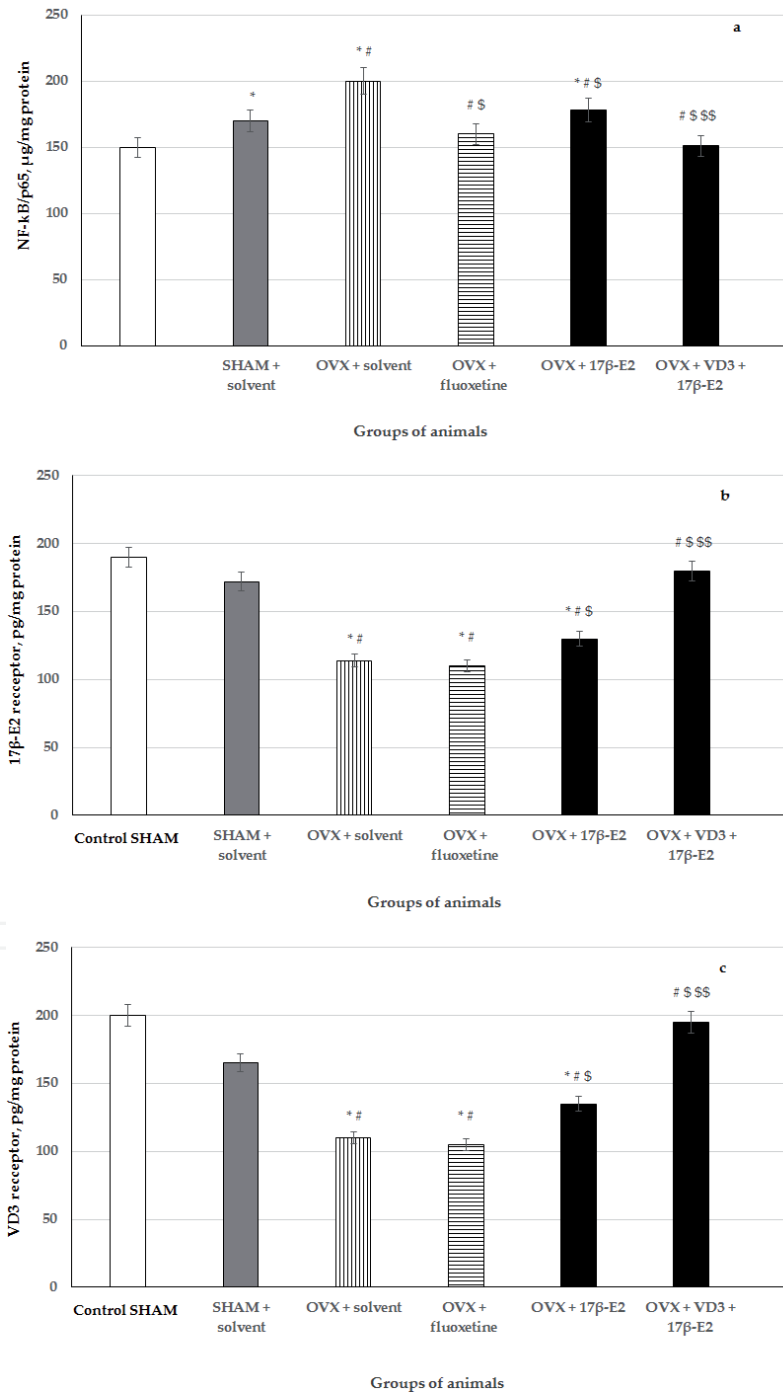 250
a
* #
200
* # $
*
# $
# $ $$
150
100
50
0
NF-kB/p65, µg/mg protein
SHAM +
solvent
OVX + solvent
OVX +
fluoxetine
OVX + 17β-E2
OVX + VD3 +
17β-E2
Groups of animals
250
b
200
# $ $$
150
* # $
* #
* #
100
50
0
17β-E2 recceptor, pg/mg protein
Control SHAM
SHAM +
solvent
OVX + solvent
OVX +
fluoxetine
OVX + 17β-E2
OVX + VD3 +
17β-E2
Groups of animals
250
c
# $ $$
200
150
* # $
* #
* #
100
50
0
VD3 recceptor, pg/mg protein
Control SHAM
SHAM +
solvent
OVX + solvent
OVX +
fluoxetine
OVX + 17β-E2
OVX + VD3 +
17β-E2
Groups of animals